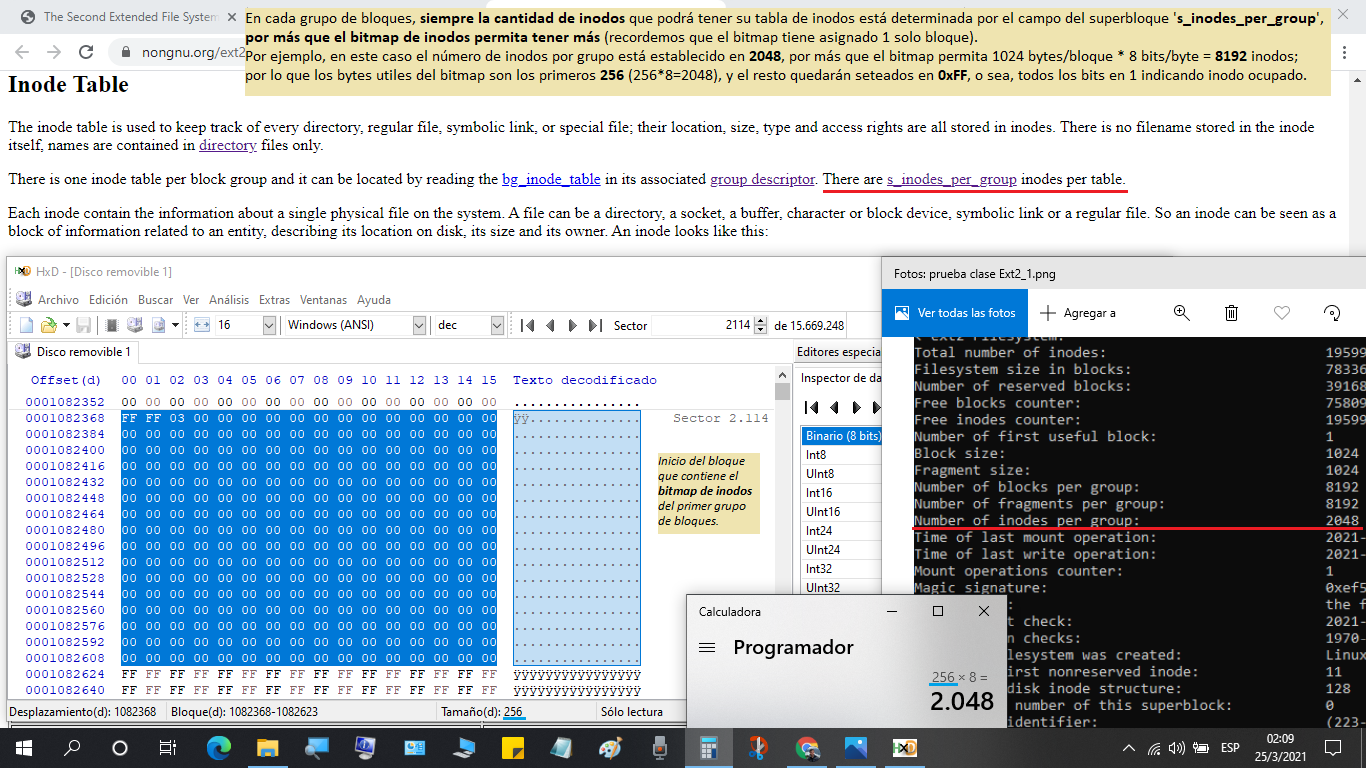 The Second Extended File System
En cada grupo de bloques, siempre la cantidad de inodos que podrá tener su tabla de inodos está determinada por el campo del superbloque 's_inodes_per_group',
por más que el bitmap de inodos permita tener más (recordemos que el bitmap tiene asignado 1 solo bloque).
Por ejemplo, en este caso el número de inodos por grupo está establecido en 2048, por más que el bitmap permita 1024 bytes/bloque * 8 bits/byte = 8192 inodos;
por lo que los bytes utiles del bitmap son los primeros 256 (256*8=2048), y el resto quedarán seteados en 0xFF, o sea, todos los bits en 1 indicando inodo ocupado.
nongnu.org/ext2
Inode Table
The inode table is used to keep track of every directory, regular file, symbolic link, or special file; their location, size, type and access rights are all stored in inodes. There is no filename stored in the inode
itself, names are contained in directory files only.
There is one inode table per block group and it can be located by reading the bg_inode_table in its associated group descriptor. There are s_inodes_per_group inodes per table.
Each inode contain the information about a single physical file on the system. A file can be a directory, a socket, a buffer, character or block device, symbolic link or a regular file. So an inode can be seen as a
block of information related to an entity, describing its location on disk, its size and its owner. An inode looks like this:
HxD - [Disco removible 1]
Archivo Edición Buscar Ver Análisis Extras Ventanas Ayuda
16 Windows (ANSI) dec Sector 2114 de 15.669.248
Disco removible 1
Offset(d) 00 01 02 03 04 05 06 07 08 09 10 11 12 13 14 15 Texto decodificado
0001082352 00 00 00 00 00 00 00 00 00 00 00 00 00 00 00 00 ................
0001082368 FF FF 03 00 00 00 00 00 00 00 00 00 00 00 00 00 ÿÿ.............. Sector 2.114
0001082384 00 00 00 00 00 00 00 00 00 00 00 00 00 00 00 00 ................
0001082400 00 00 00 00 00 00 00 00 00 00 00 00 00 00 00 00 ................
0001082416 00 00 00 00 00 00 00 00 00 00 00 00 00 00 00 00 ................
0001082432 00 00 00 00 00 00 00 00 00 00 00 00 00 00 00 00 ................
0001082448 00 00 00 00 00 00 00 00 00 00 00 00 00 00 00 00 ................
0001082464 00 00 00 00 00 00 00 00 00 00 00 00 00 00 00 00 ................
0001082480 00 00 00 00 00 00 00 00 00 00 00 00 00 00 00 00 ................
0001082496 00 00 00 00 00 00 00 00 00 00 00 00 00 00 00 00 ................
0001082512 00 00 00 00 00 00 00 00 00 00 00 00 00 00 00 00 ................
0001082528 00 00 00 00 00 00 00 00 00 00 00 00 00 00 00 00 ................
0001082544 00 00 00 00 00 00 00 00 00 00 00 00 00 00 00 00 ................
0001082560 00 00 00 00 00 00 00 00 00 00 00 00 00 00 00 00 ................
0001082576 00 00 00 00 00 00 00 00 00 00 00 00 00 00 00 00 ................
0001082592 00 00 00 00 00 00 00 00 00 00 00 00 00 00 00 00 ................
0001082608 00 00 00 00 00 00 00 00 00 00 00 00 00 00 00 00 ................
0001082624 FF FF FF FF FF FF FF FF FF FF FF FF FF FF FF FF ÿÿÿÿÿÿÿÿÿÿÿÿÿÿÿÿ
0001082640 FF FF FF FF FF FF FF FF FF FF FF FF FF FF FF FF ÿÿÿÿÿÿÿÿÿÿÿÿÿÿÿÿ
Inicio del bloque
que contiene el
bitmap de inodos
del primer grupo
de bloques.
Desplazamiento(d): 1082368 Bloque(d): 1082368-1082623 Tamaño(d): 256 Sólo lectura
Editores especia
Inspector de da
Binario (8 bits)
Int8
UInt8
Int16
UInt16
Int24
UInt24
Int32
UInt32
Fotos: prueba clase Ext2_1.png
Ver todas las fotos Agregar a
Total number of inodes: 19599
Filesystem size in blocks: 78336
Number of reserved blocks: 39168
Free blocks counter: 75809
Free inodes counter: 19599
Number of first useful block: 1
Block size: 1024
Fragment size: 1024
Number of blocks per group: 8192
Number of fragments per group: 8192
Number of inodes per group: 2048
Time of last mount operation: 2021-
Time of last write operation: 2021-
Mount operations counter: 1
Magic signature: 0xef5
: the f
t check: 2021-
n checks: 1970-
lesystem was created: Linux
irst nonreserved inode: 11
disk inode structure: 128
number of this superblock: 0
identifier: (223-
Calculadora
Programador
256 × 8 =
2.048
ESP
02:09
25/3/2021